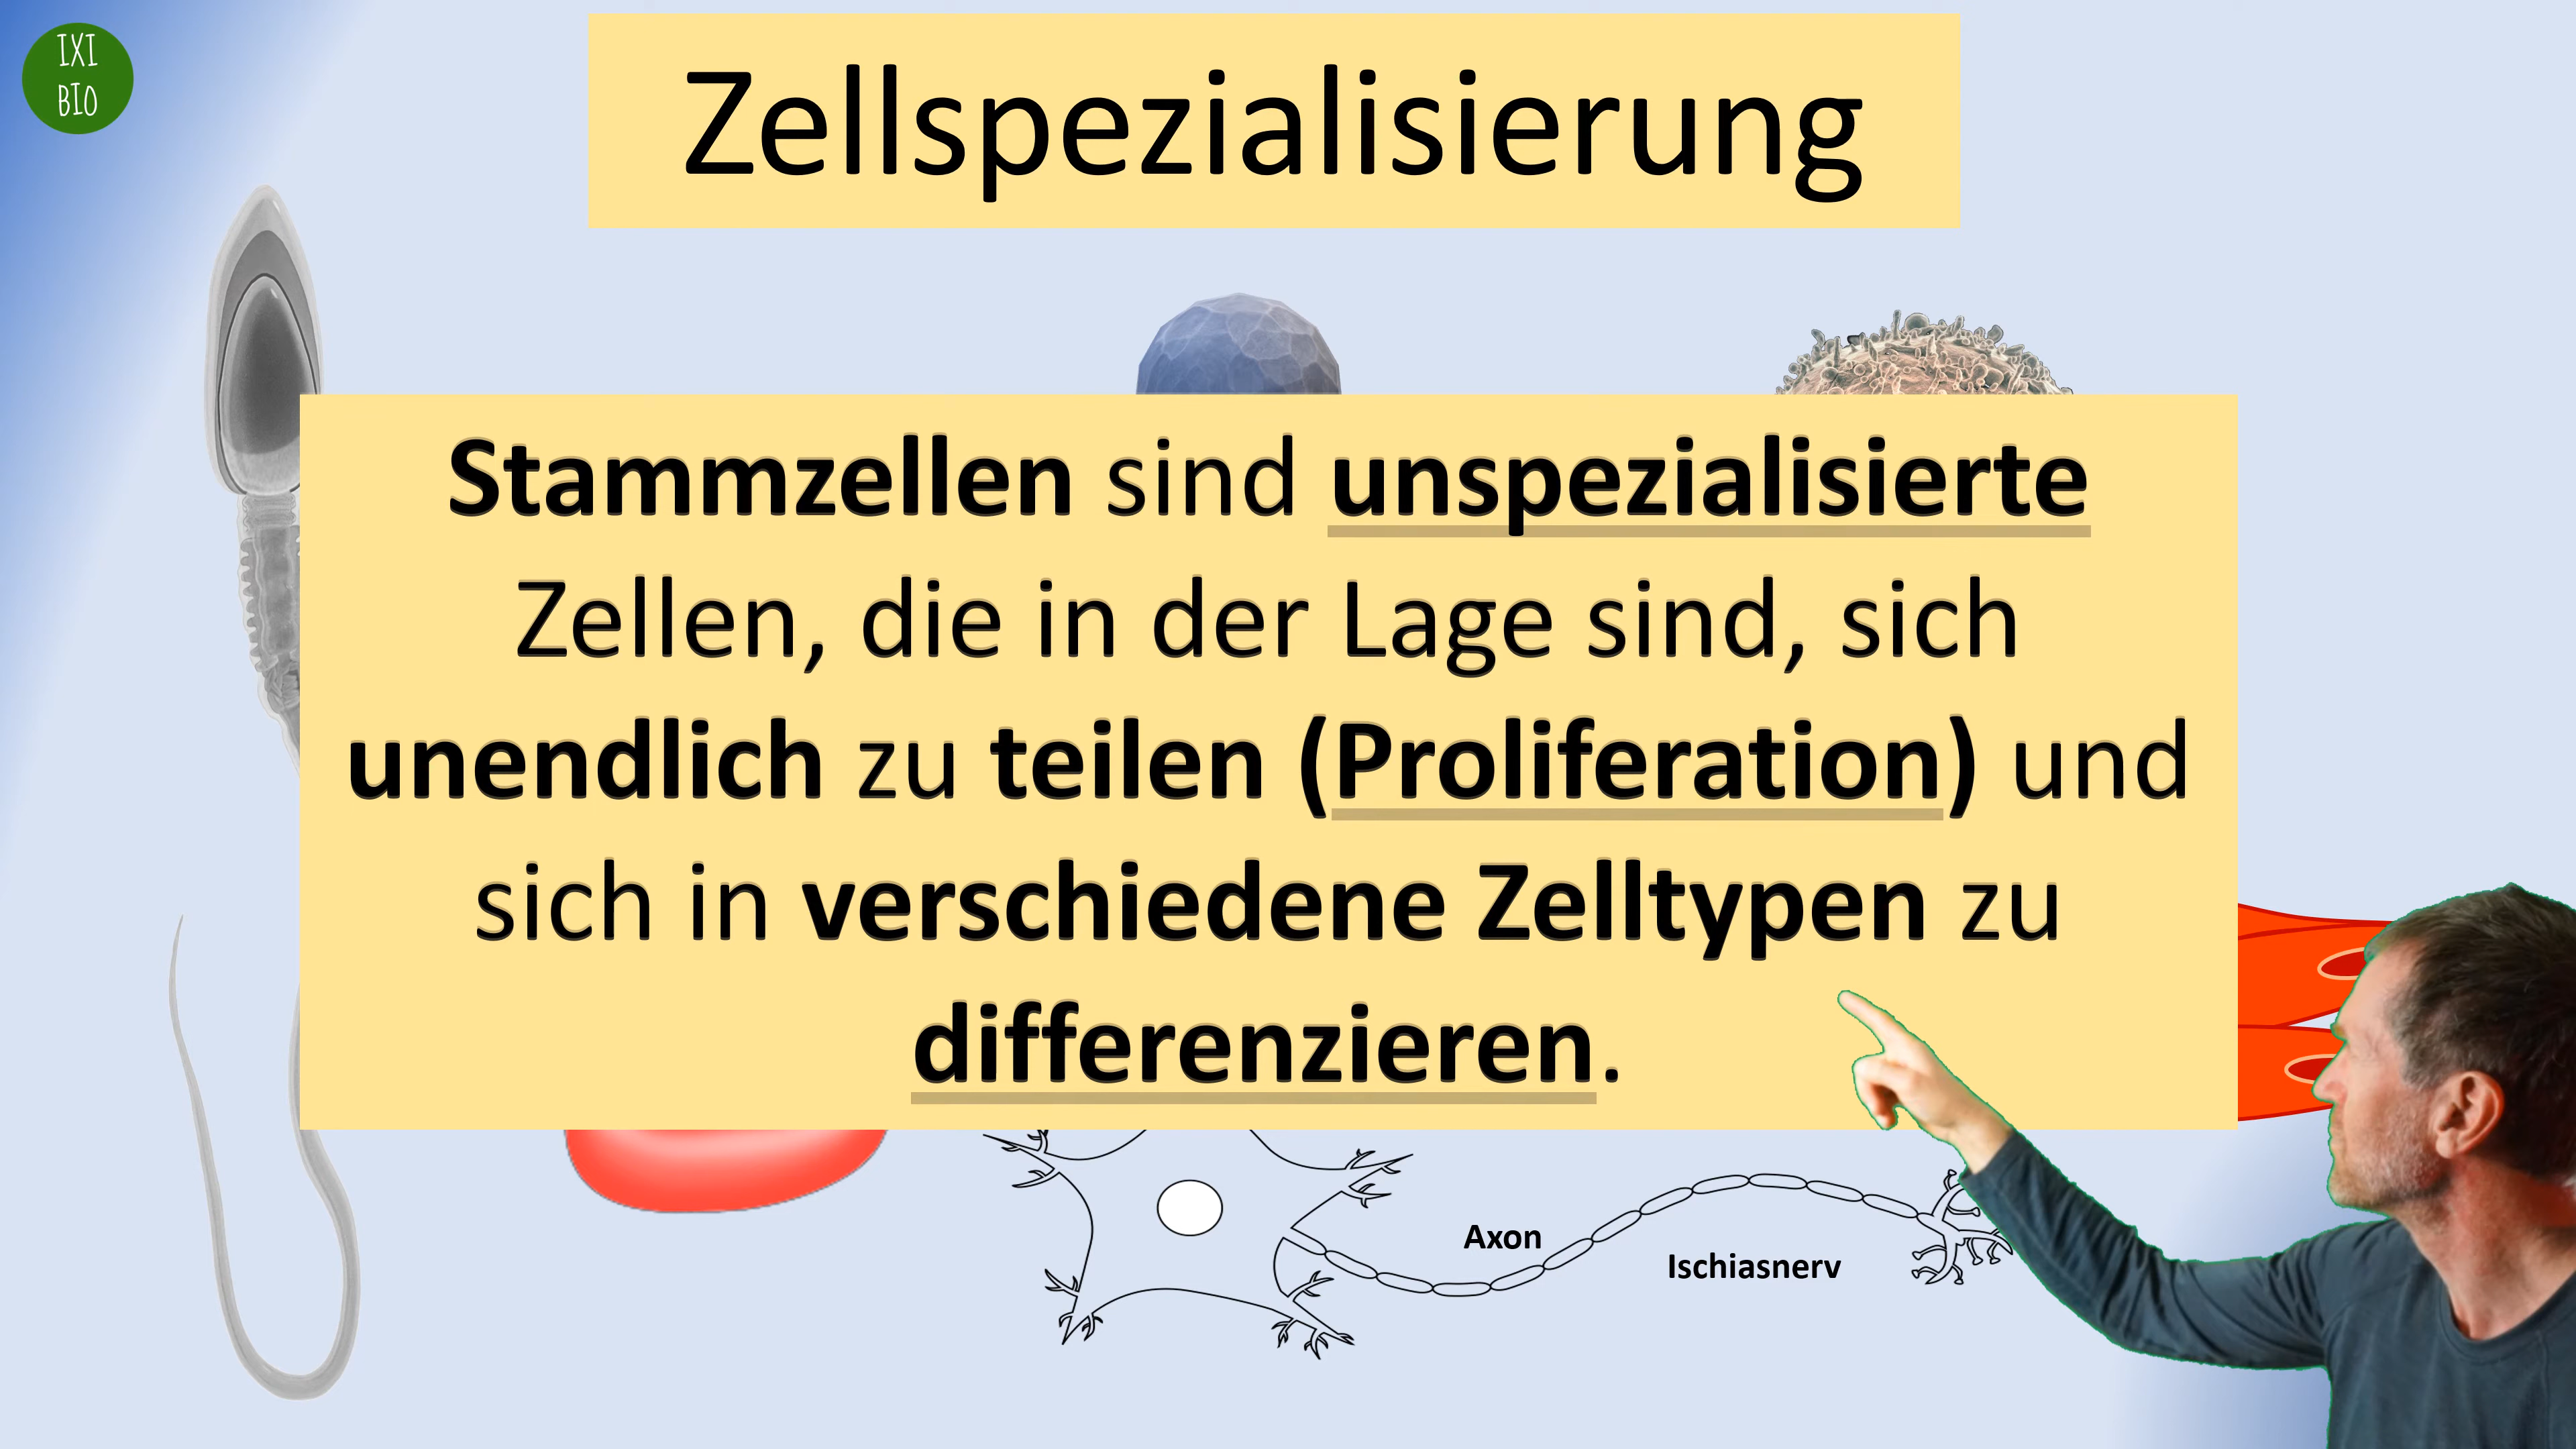 IXI
BIO
Zellspezialisierung
Stammzellen sind unspezialisierte
Zellen, die in der Lage sind, sich
unendlich zu teilen (Proliferation) und
sich in verschiedene Zelltypen zu
differenzieren.
Axon
Ischiasnerv